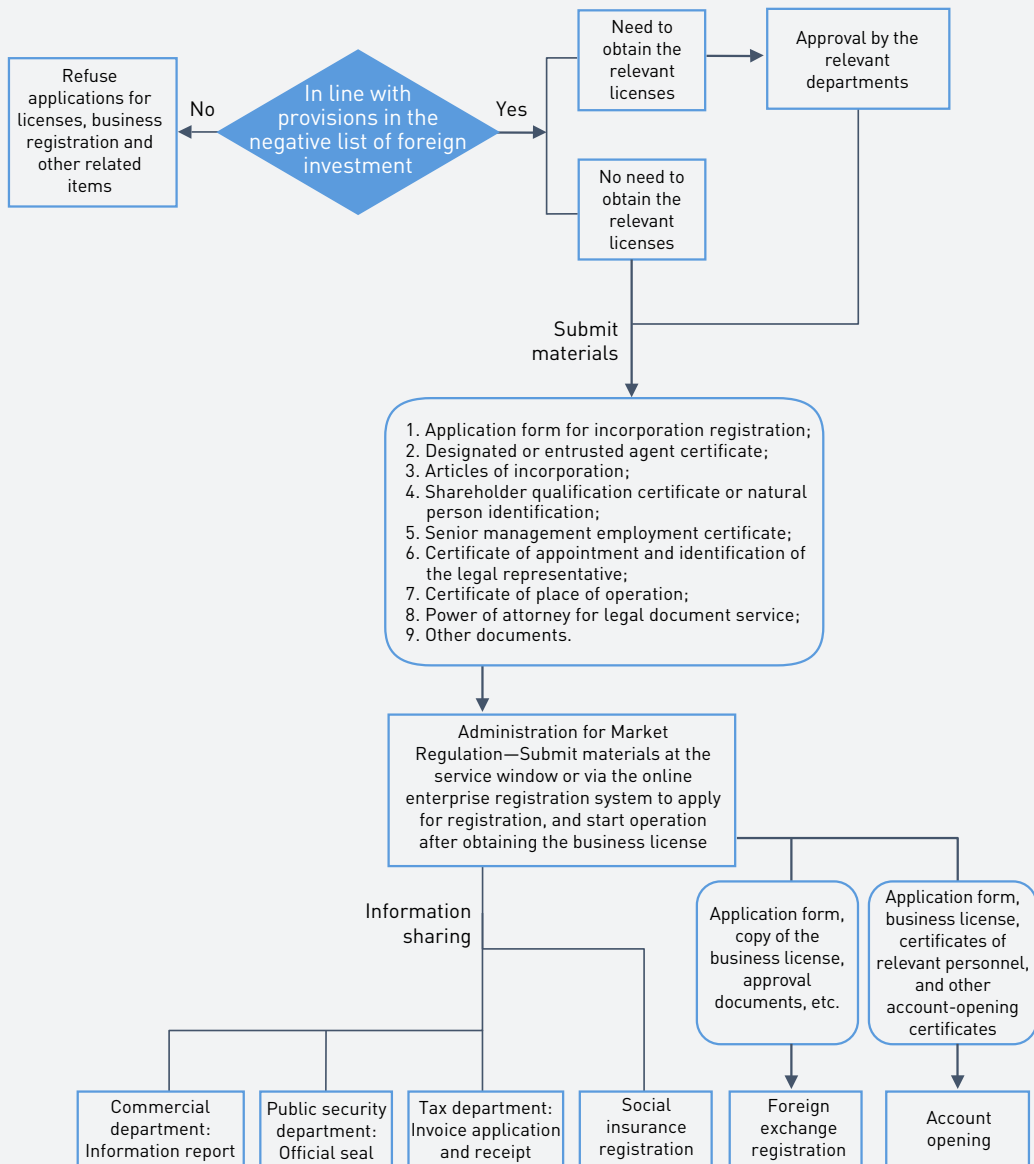 Refuse
applications for
licenses, business
registration and
other related
items
No
In line with
provisions in the
negative list of foreign
investment
Yes
Need to
obtain the
relevant
licenses
Approval by the
relevant
departments
No need to
obtain the
relevant
licenses
Submit
materials
1. Application form for incorporation registration;
2. Designated or entrusted agent certificate;
3. Articles of incorporation;
4. Shareholder qualification certificate or natural
person identification;
5. Senior management employment certificate;
6. Certificate of appointment and identification of
the legal representative;
7. Certificate of place of operation;
8. Power of attorney for legal document service;
9. Other documents.
Administration for Market
Regulation—Submit materials at the
service window or via the online
enterprise registration system to apply
for registration, and start operation
after obtaining the business license
Information
sharing
Application form,
copy of the
business license,
approval
documents, etc.
Application form,
business license,
certificates of
relevant personnel,
and other
account-opening
certificates
Commercial
department:
Information report
Public security
department:
Official seal
Tax department:
Invoice application
and receipt
Social
insurance
registration
Foreign
exchange
registration
Account
opening